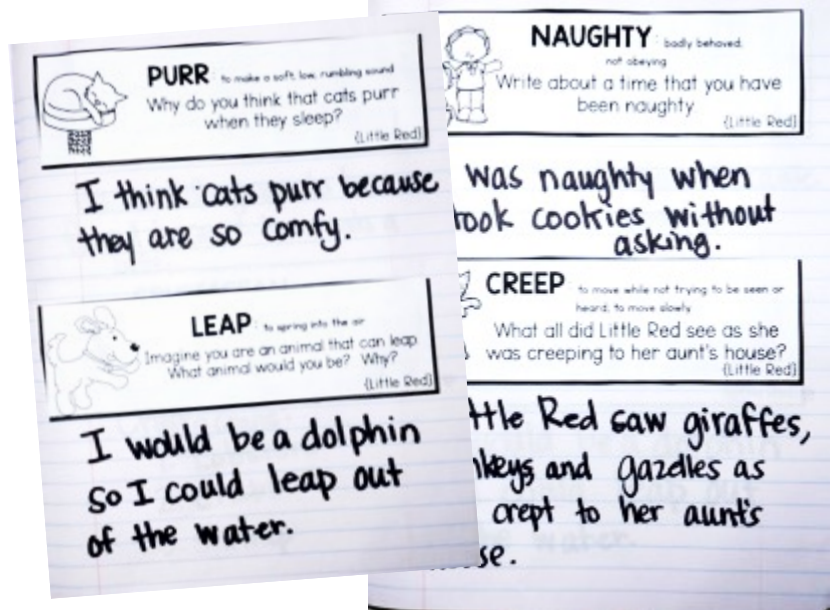 PURR : to make a soft, low, rumbling sound
Why do you think that cats purr
when they sleep?
{Little Red}
I think cats purr because
they are so comfy.
LEAP : to spring into the air
Imagine you are an animal that can leap
What animal would you be? Why?
{Little Red}
I would be a dolphin
so I could leap out
of the water.
NAUGHTY : badly behaved,
not obeying
Write about a time that you have
been naughty
{Little Red}
was naughty when
took cookies without
asking.
CREEP : to move while not trying to be seen or
heard; to move slowly
What all did Little Red see as she
was creeping to her aunt's house?
{Little Red}
Red saw giraffes,
and gazelles as
crept to her aunt's